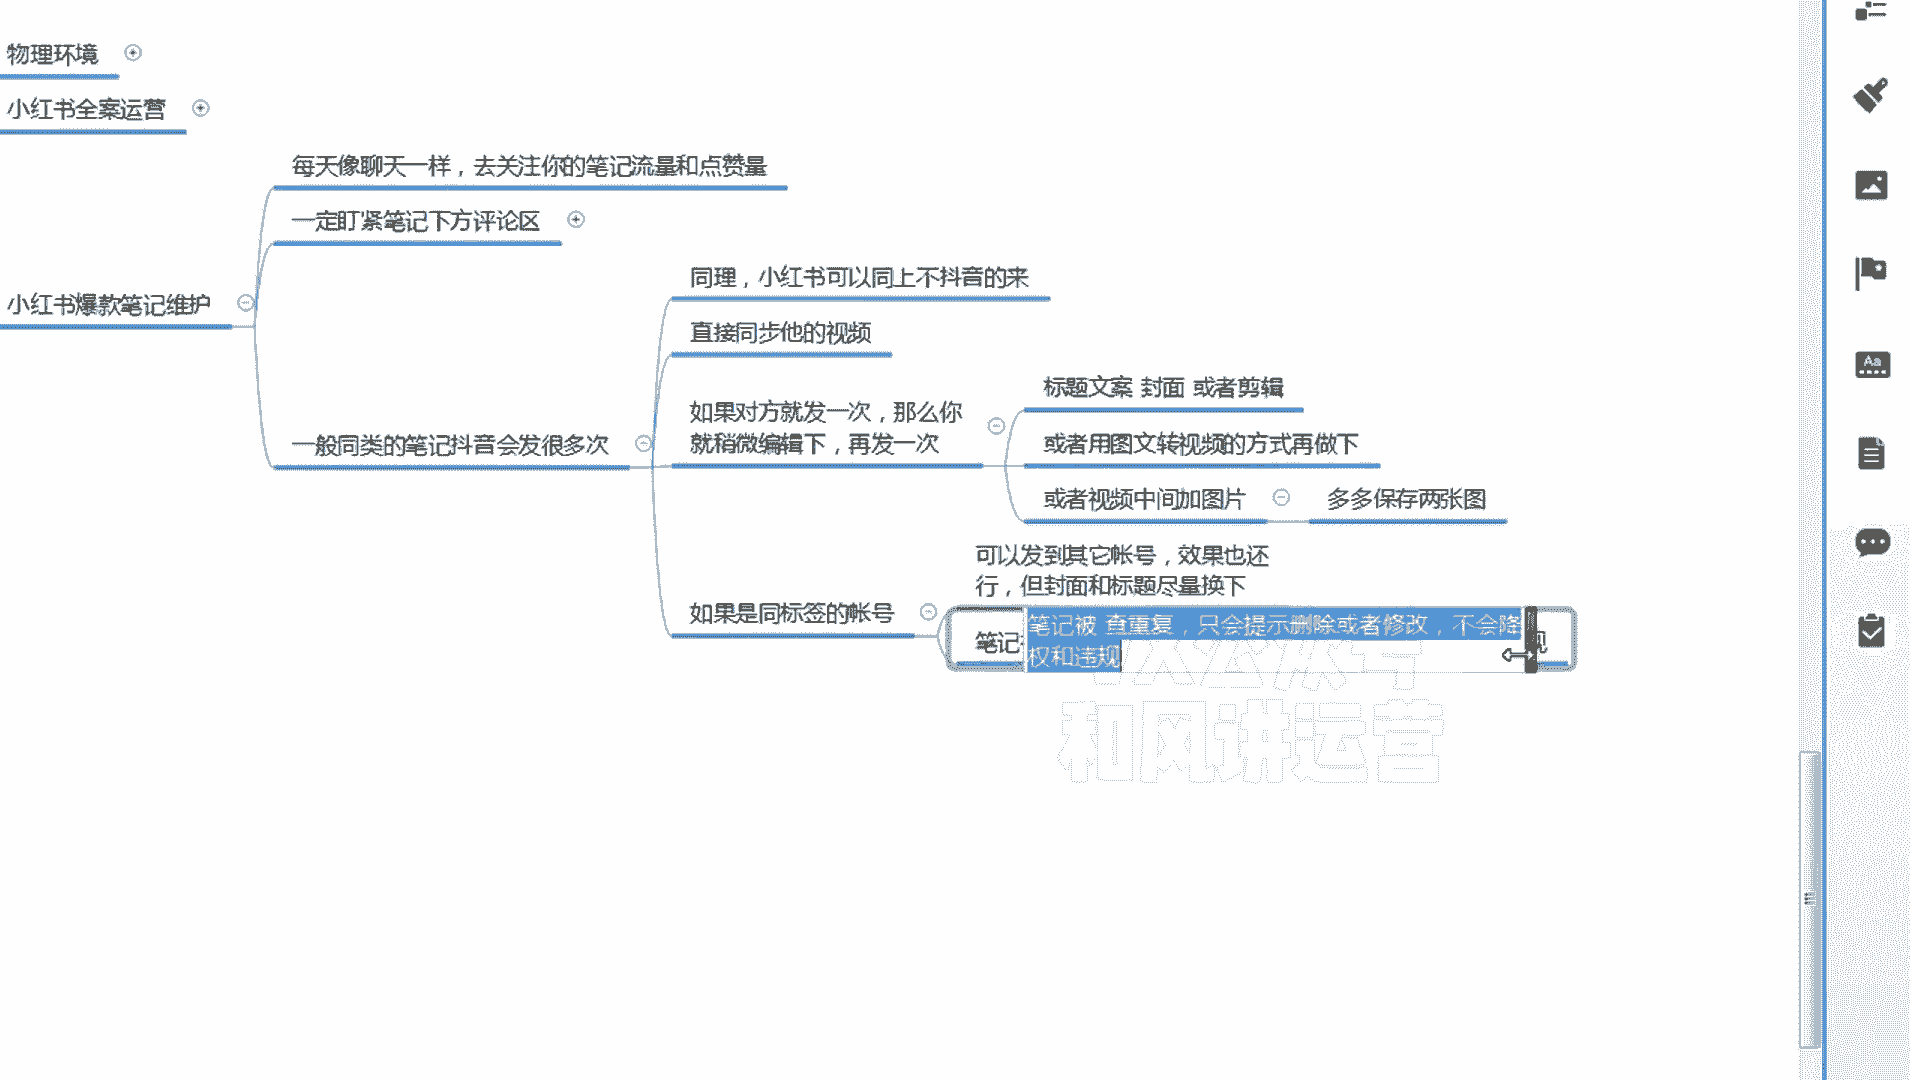 物理环境
小红书全案运营
每天像聊天一样，去关注你的笔记流量和点赞量
一定盯紧笔记下方评论区
小红书爆款笔记维护
一般同类的笔记抖音会发很多次
同理，小红书可以同上不抖音的来
直接同步他的视频
如果对方就发一次，那么你
就稍微编辑下，再发一次
标题文案 封面 或者剪辑
或者用图文转视频的方式再做下
或者视频中间加图片
多多保存两张图
如果是同标签的帐号
可以发到其它帐号，效果也还
行，但封面和标题尽量换下
笔记被 查重复，只会提示删除或者修改，不会降
权和违规
笔记
和风讲运营
Aa